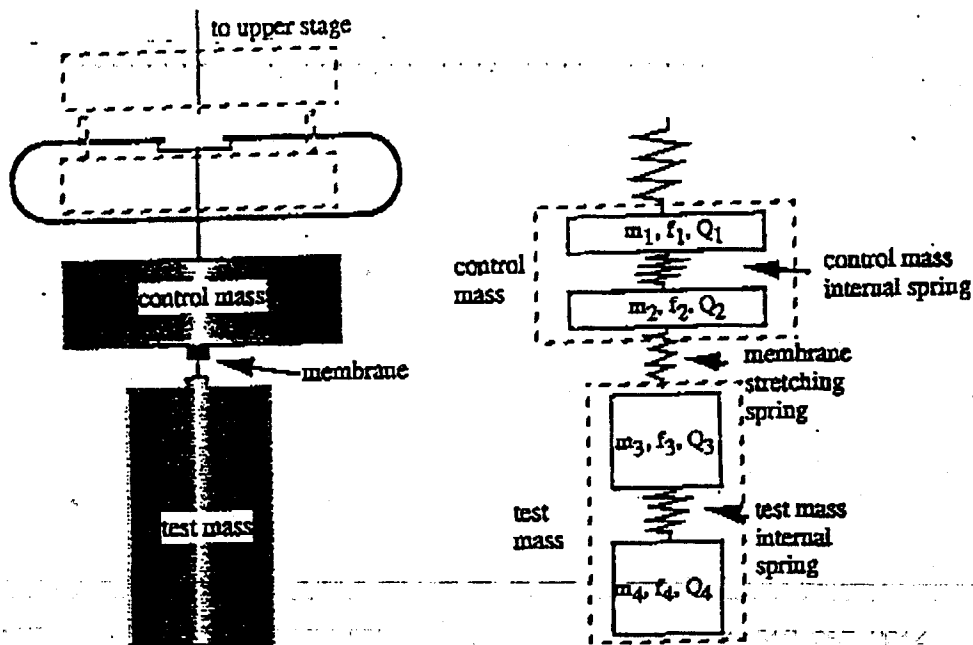 to upper stage
control mass
membrane
test mass
control
mass
m1, f1, Q1
m2, f2, Q2
control mass
internal spring
membrane
stretching
spring
test
mass
m3, f3, Q3
m4, f4, Q4
test mass
internal
spring